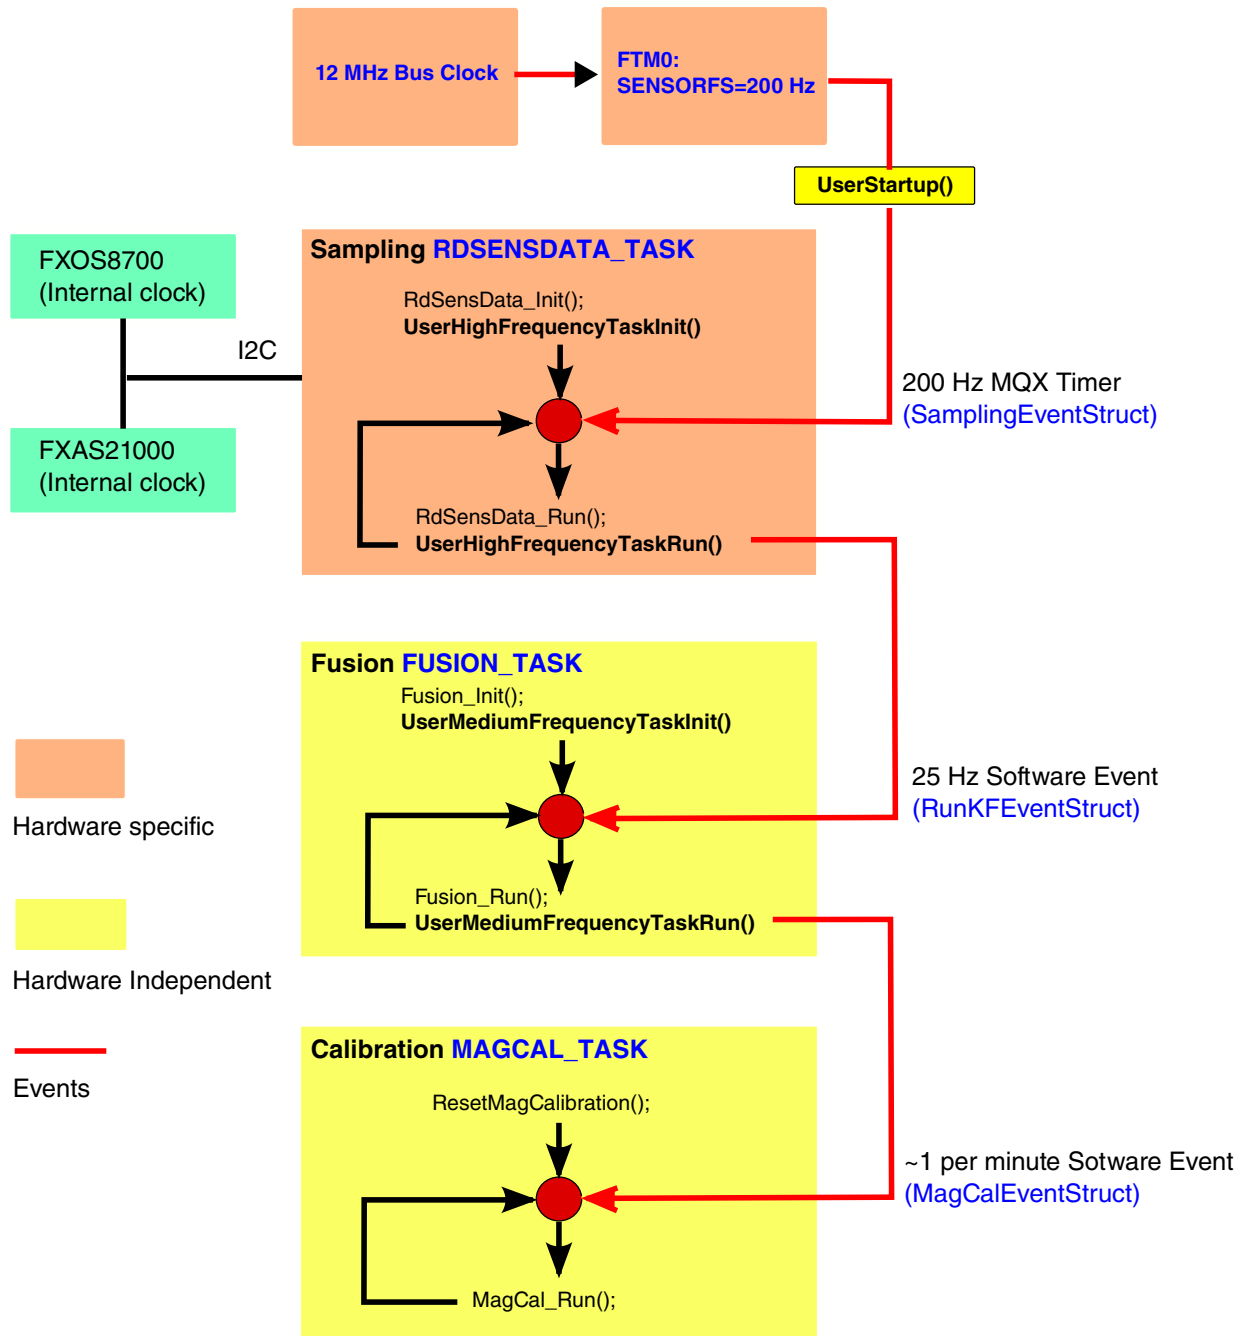 12 MHz Bus Clock
FTM0:
SENSORFS=200 Hz
UserStartup()
Sampling RDSENSDATA_TASK
FXOS8700
(Internal clock)
RdSensData_Init();
UserHighFrequencyTaskInit()
I2C
200 Hz MQX Timer
(SamplingEventStruct)
FXAS21000
(Internal clock)
RdSensData_Run();
UserHighFrequencyTaskRun()
Fusion FUSION_TASK
Fusion_Init();
UserMediumFrequencyTaskInit()
25 Hz Software Event
(RunKFEventStruct)
Hardware specific
Fusion_Run();
UserMediumFrequencyTaskRun()
Hardware Independent
Calibration MAGCAL_TASK
Events
ResetMagCalibration();
~1 per minute Sotware Event
(MagCalEventStruct)
MagCal_Run();